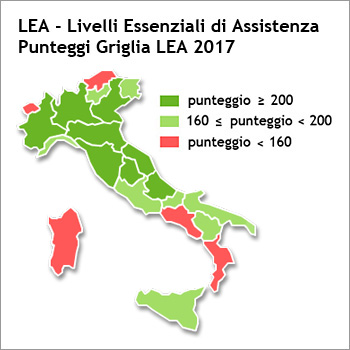 LEA - Livelli Essenziali di Assistenza
Punteggi Griglia LEA 2017
punteggio ≥ 200
160 ≤ punteggio < 200
punteggio < 160